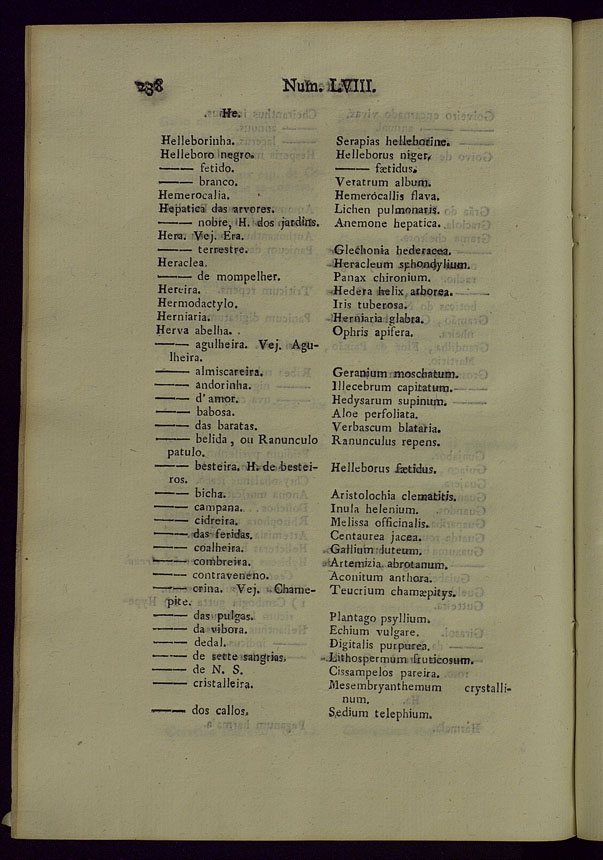 238 Num. LVIII.
He.
Helleborinha. Serapias helleborine.
Helleboro negro. Helleborus niger.
—— fetido. —— fætidus.
—— branco. Veratrum album.
Hemerocalia. Hemerocallis flava.
Hepatica das arvores. Lichen pulmonaris.
—— nobre, H. dos jardins. Anemone hepatica.
Hera. Vej. Era.
—— terrestre. Glechonia hederacea.
Heraclea. Heracleum sphondylium.
—— de mompelher. Panax chironium.
Hereira. Hedera helix arborea.
Hermodactylo. Iris tuberosa.
Herniaria. Herniaria glabra.
Herva abelha. Ophris apifera.
—— agulheira. Vej. Agu-
lheira.
—— almiscareira. Geranium moschatum.
—— andorinha. Illecebrum capitatum.
—— d'amor. Hedysarum supinum.
—— babosa. Aloe perfoliata.
—— das baratas. Verbascum blataria.
—— belida, ou Ranunculo Ranunculus repens.
patulo.
—— besteira. H. de bestei- Helleborus fætidus.
ros.
—— bicha. Aristolochia clematitis.
—— campana. Inula helenium.
—— cidreira. Melissa officinalis.
—— das feridas. Centaurea jacea.
—— coalheira. Gallium luteum.
—— combreira. Artemizia abrotanum.
—— contraveneno. Aconitum anthora.
—— crina. Vej. Chame- Teucrium chamæpitys.
pite.
—— das pulgas. Plantago psyllium.
—— da vibora. Echium vulgare.
—— dedal. Digitalis purpurea.
—— de sette sangrias. Lithospermum fruticosum.
—— de N. S. Cissampelos pareira.
—— cristalleira. Mesembryanthemum crystalli-
num.
—— dos callos. Sedium telephium.